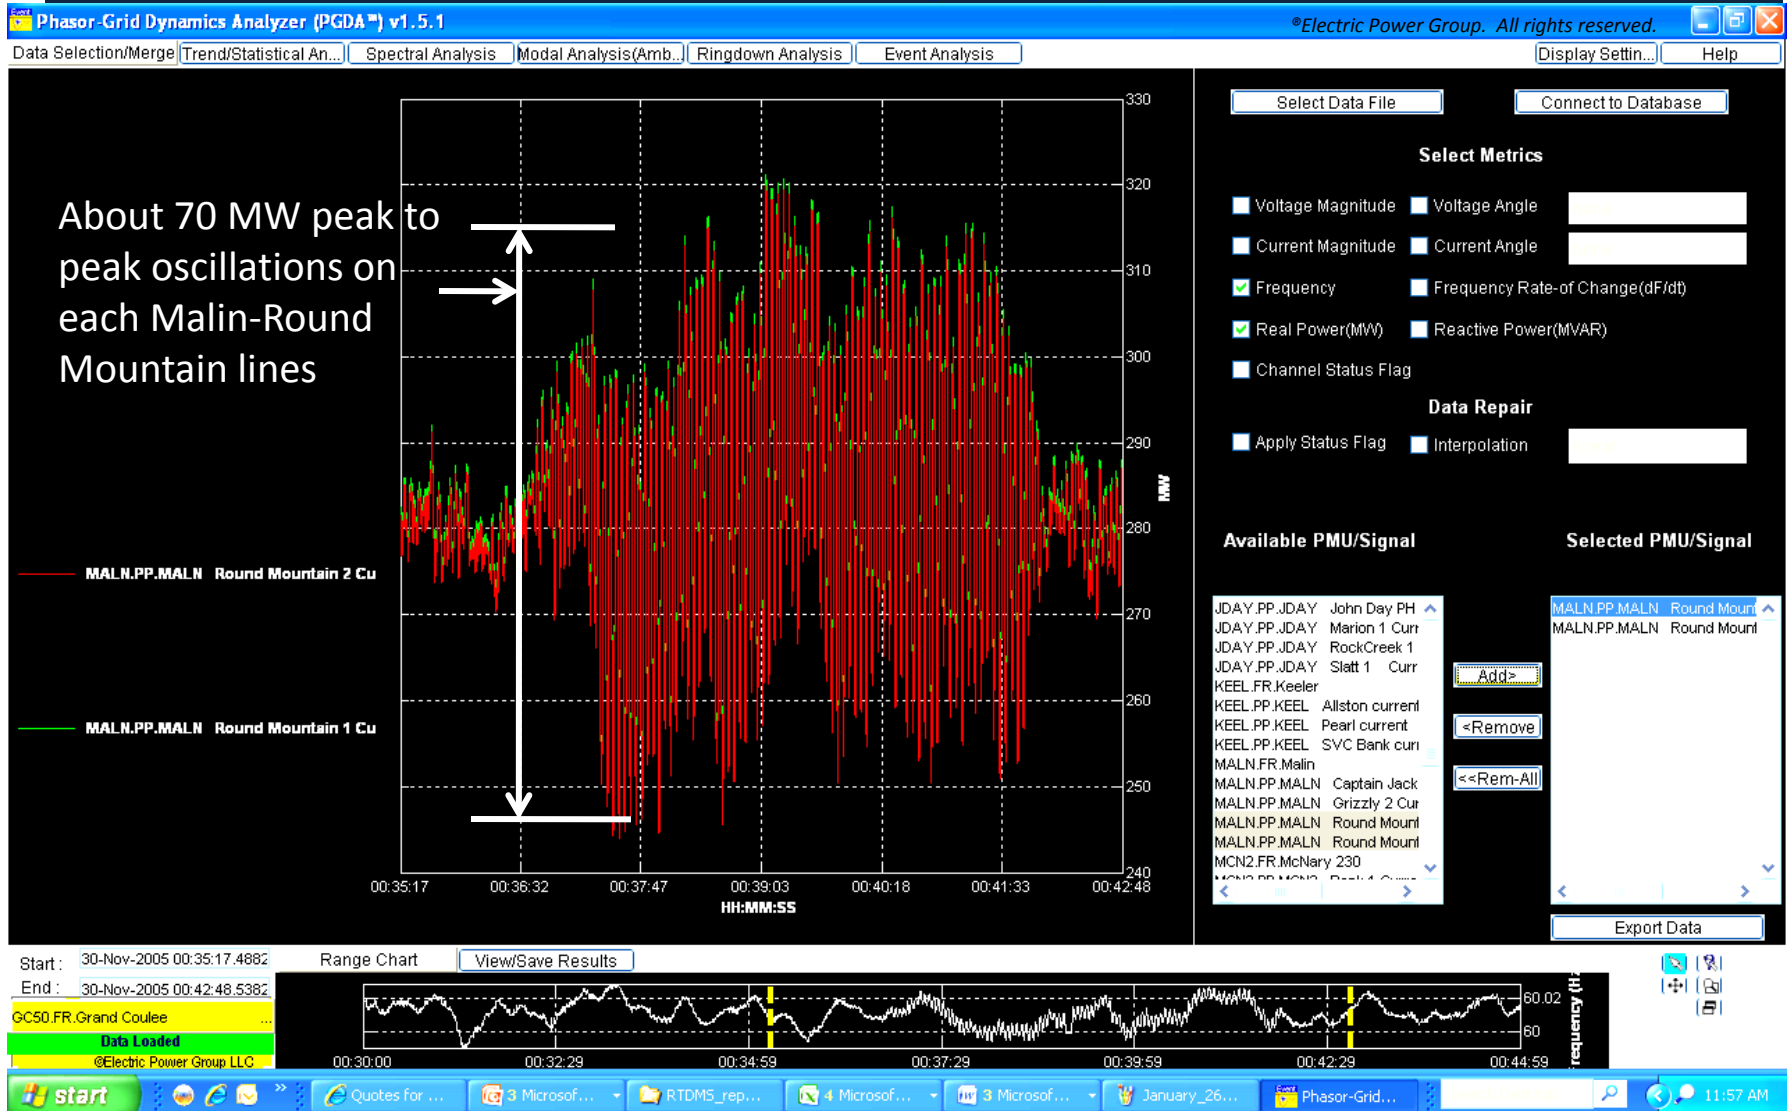 Phasor-Grid Dynamics Analyzer (PGDA™) v1.5.1
©Electric Power Group. All rights reserved.
Data Selection/Merge
Trend/Statistical An...
Spectral Analysis
Modal Analysis(Amb...
Ringdown Analysis
Event Analysis
Display Settin...
Help
About 70 MW peak to
peak oscillations on
each Malin-Round
Mountain lines
MALN.PP.MALN Round Mountain 2 Cu
MALN.PP.MALN Round Mountain 1 Cu
330
320
310
300
290
280
270
260
250
240
MW
00:35:17
00:36:32
00:37:47
00:39:03
00:40:18
00:41:33
00:42:48
HH:MM:SS
Select Data File
Connect to Database
Select Metrics
Voltage Magnitude
Voltage Angle
Current Magnitude
Current Angle
Frequency
Frequency Rate-of Change(dF/dt)
Real Power(MW)
Reactive Power(MVAR)
Channel Status Flag
Data Repair
Apply Status Flag
Interpolation
Available PMU/Signal
Selected PMU/Signal
JDAY.PP.JDAY John Day PH
JDAY.PP.JDAY Marion 1 Curr
JDAY.PP.JDAY RockCreek 1
JDAY.PP.JDAY Slatt 1 Curr
KEEL.FR.Keeler
KEEL.PP.KEEL Allston current
KEEL.PP.KEEL Pearl current
KEEL.PP.KEEL SVC Bank curr
MALN.FR.Malin
MALN.PP.MALN Captain Jack
MALN.PP.MALN Grizzly 2 Cur
MALN.PP.MALN Round Mount
MALN.PP.MALN Round Mount
MCN2.FR.McNary 230
Add>
<Remove
<<Rem-All
MALN.PP.MALN Round Mount
MALN.PP.MALN Round Mount
Export Data
Start : 30-Nov-2005 00:35:17.4882
End : 30-Nov-2005 00:42:48.5382
GC50.FR.Grand Coulee ...
Data Loaded
©Electric Power Group LLC
Range Chart
View/Save Results
60.02
60
00:30:00
00:32:29
00:34:59
00:37:29
00:39:59
00:42:29
00:44:59
start
Quotes for ...
3 Microsof...
RTDMS_rep...
4 Microsof...
3 Microsof...
January_26...
Phasor-Grid...
11:57 AM